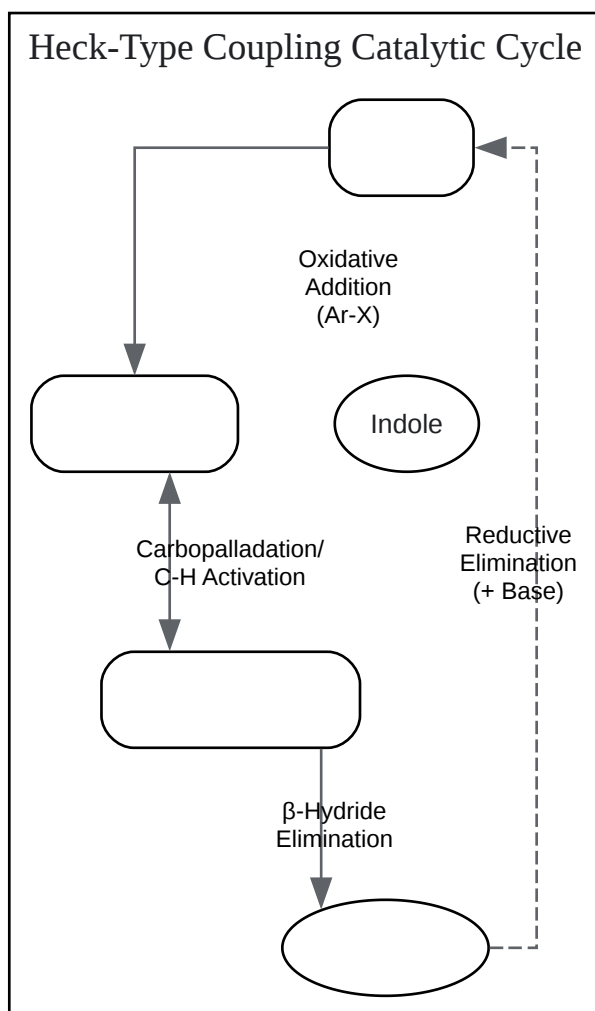 Heck-Type Coupling Catalytic Cycle
Oxidative
Addition
(Ar-X)
Indole
Carbopalladation/
C-H Activation
Reductive
Elimination
(+ Base)
β-Hydride
Elimination